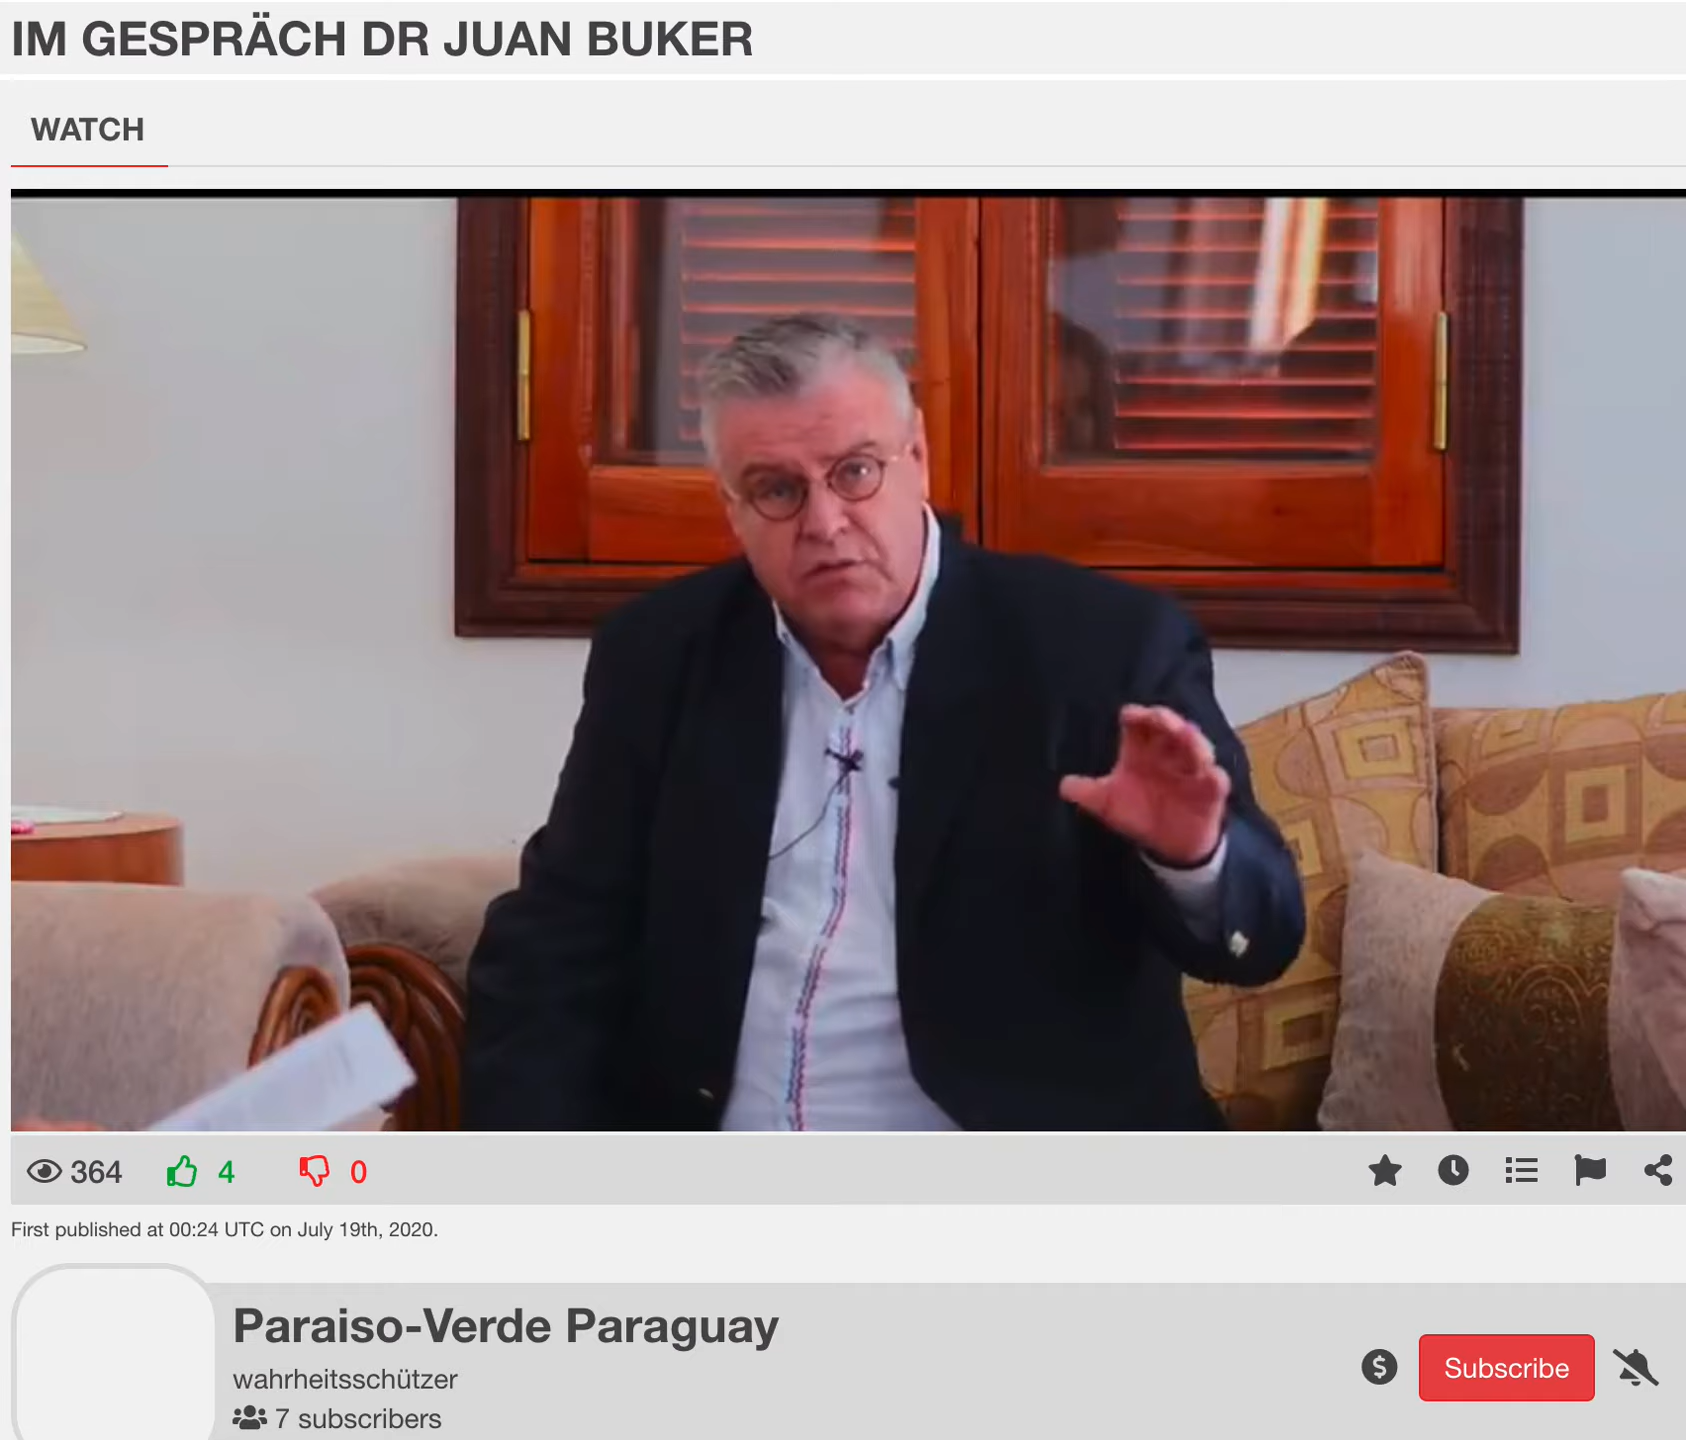 IM GESPRÄCH DR JUAN BUKER
WATCH
364 4 0
First published at 00:24 UTC on July 19th, 2020.
Paraiso-Verde Paraguay
wahrheitsschützer
Subscribe
7 subscribers